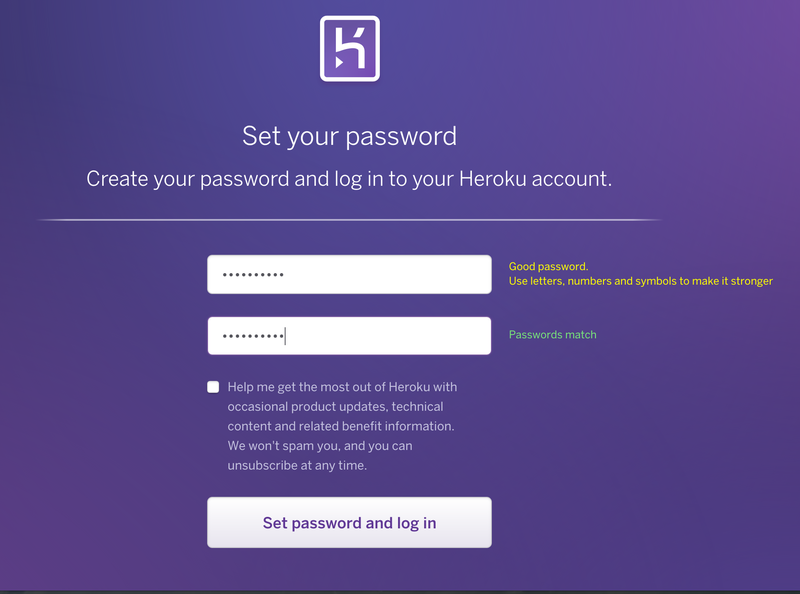 Set your password
Create your password and log in to your Heroku account.
••••••••••
Good password.
Use letters, numbers and symbols to make it stronger
••••••••••
Passwords match
Help me get the most out of Heroku with
occasional product updates, technical
content and related benefit information.
We won't spam you, and you can
unsubscribe at any time.
Set password and log in